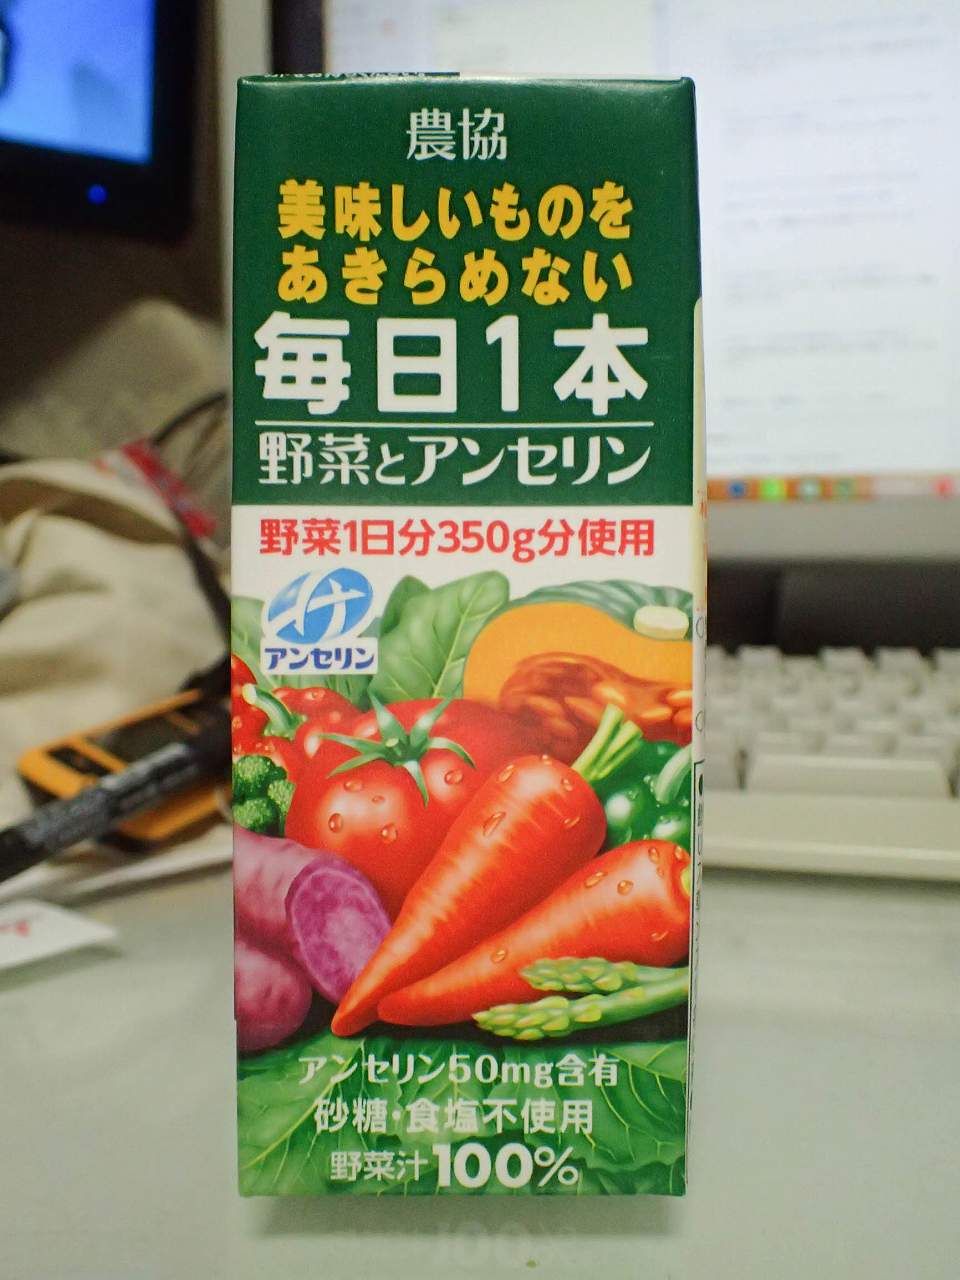 農協
美味しいものを
あきらめない
毎日1本
野菜とアンセリン
野菜1日分350g分使用
アンセリン
アンセリン50mg含有
砂糖・食塩不使用
野菜汁100%